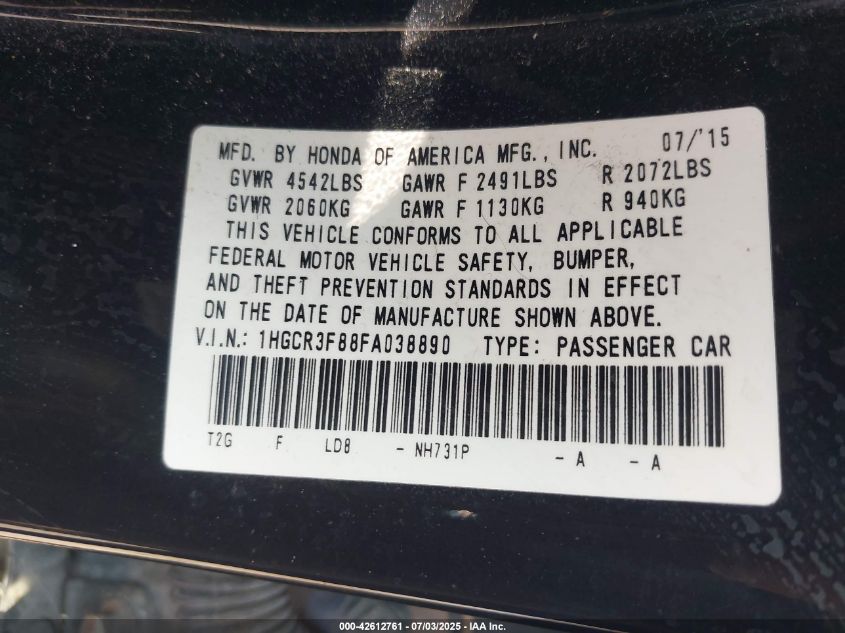 MFD. BY HONDA OF AMERICA MFG., INC. 07/'15
GVWR 4542LBS GAWR F 2491LBS R 2072LBS
GVWR 2060KG GAWR F 1130KG R 940KG
THIS VEHICLE CONFORMS TO ALL APPLICABLE
FEDERAL MOTOR VEHICLE SAFETY, BUMPER,
AND THEFT PREVENTION STANDARDS IN EFFECT
ON THE DATE OF MANUFACTURE SHOWN ABOVE.
V.I.N.: 1HGCR3F88FA038890 TYPE: PASSENGER CAR
T2G F LD8 - NH731P - A - A
000-42612761 - 07/03/2025 - IAA Inc.